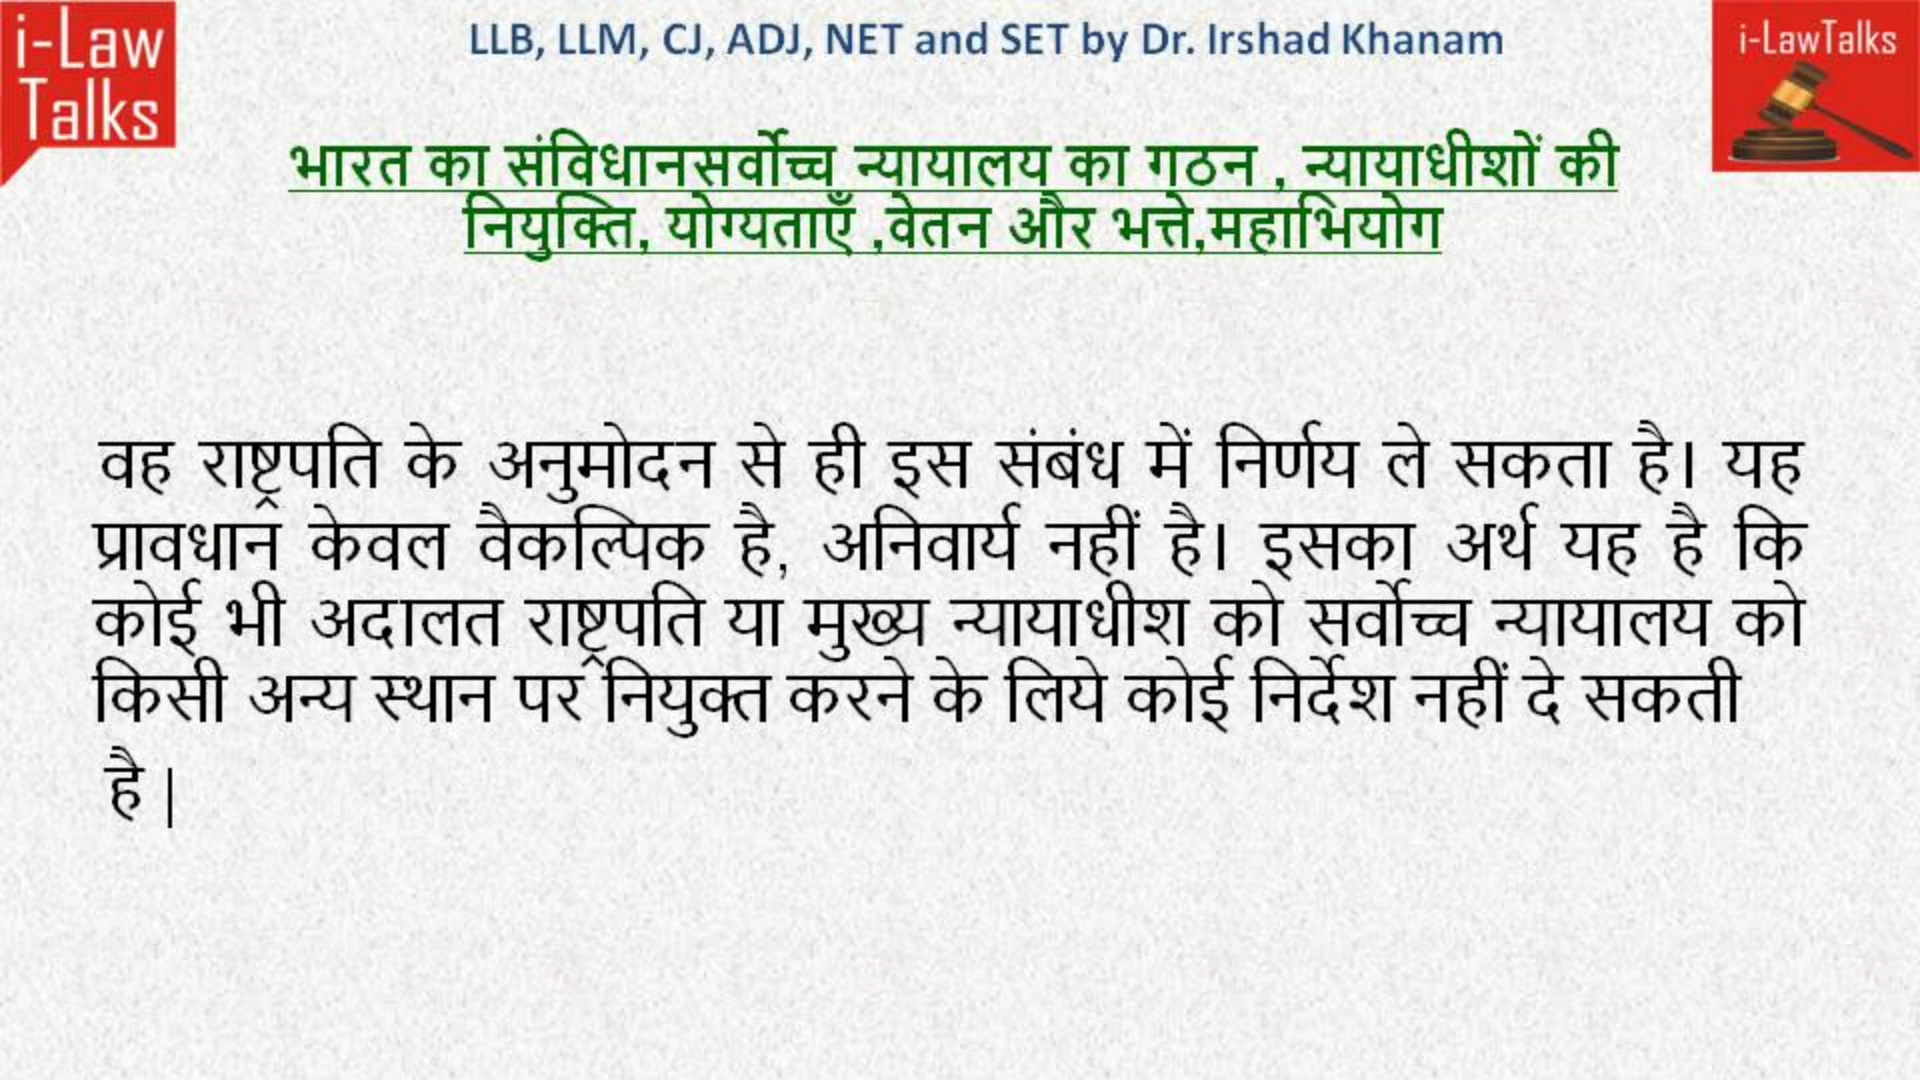 i-Law
Talks
LLB, LLM, CJ, ADJ, NET and SET by Dr. Irshad Khanam
i-LawTalks
भारत का संविधानसर्वोच्च न्यायालय का गठन , न्यायाधीशों की
नियुक्ति, योग्यताएँ ,वेतन और भत्ते,महाभियोग
वह राष्ट्रपति के अनुमोदन से ही इस संबंध में निर्णय ले सकता है। यह
प्रावधान केवल वैकल्पिक है, अनिवार्य नहीं है। इसका अर्थ यह है कि
कोई भी अदालत राष्ट्रपति या मुख्य न्यायाधीश को सर्वोच्च न्यायालय को
किसी अन्य स्थान पर नियुक्त करने के लिये कोई निर्देश नहीं दे सकती
है |